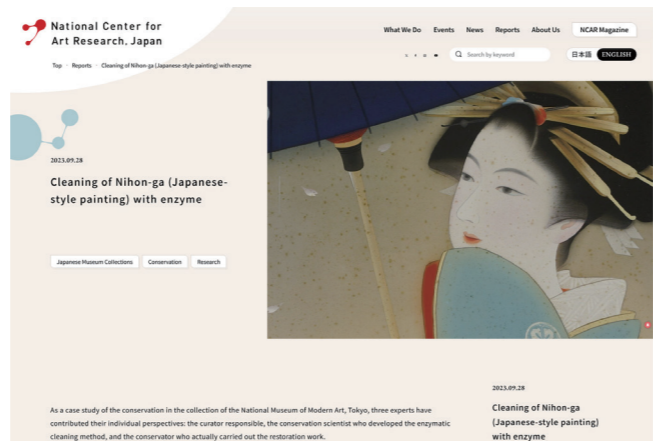 National Center for
Art Research, Japan
What We Do Events News Reports About Us NCAR Magazine
Search by keyword
日本語 ENGLISH
Top Reports Cleaning of Nihon-ga (Japanese-style painting) with enzyme
2023.09.28
Cleaning of Nihon-ga (Japanese-
style painting) with enzyme
Japanese Museum Collections Conservation Research
As a case study of the conservation in the collection of the National Museum of Modern Art, Tokyo, three experts have
contributed their individual perspectives: the curator responsible, the conservation scientist who developed the enzymatic
cleaning method, and the conservator who actually carried out the restoration work.
2023.09.28
Cleaning of Nihon-ga
(Japanese-style painting)
with enzyme